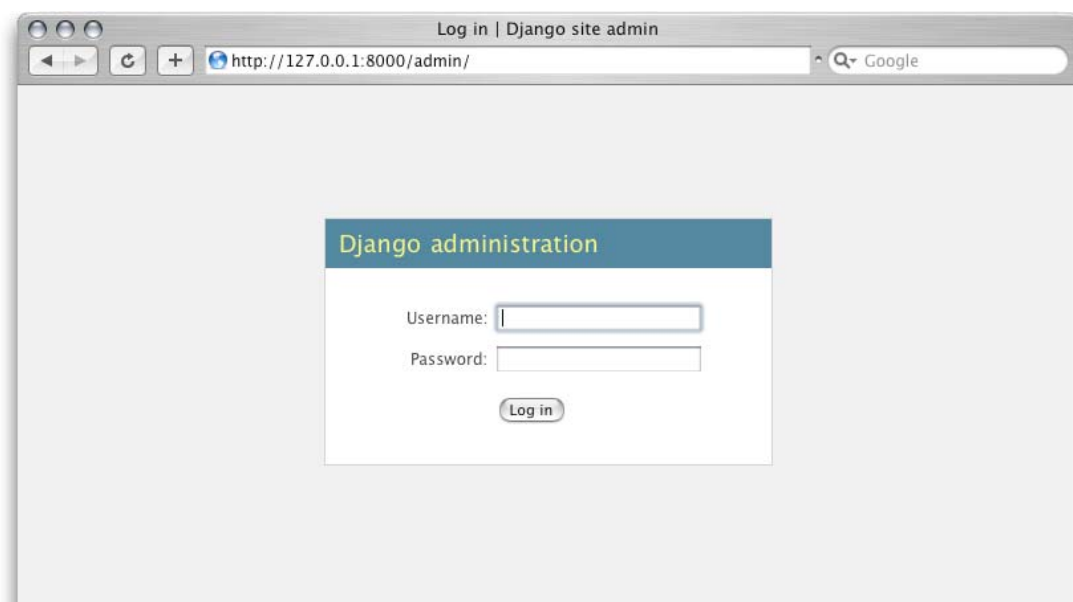 Log in | Django site admin
http://127.0.0.1:8000/admin/
Google
Django administration
Username:
Password:
Log in